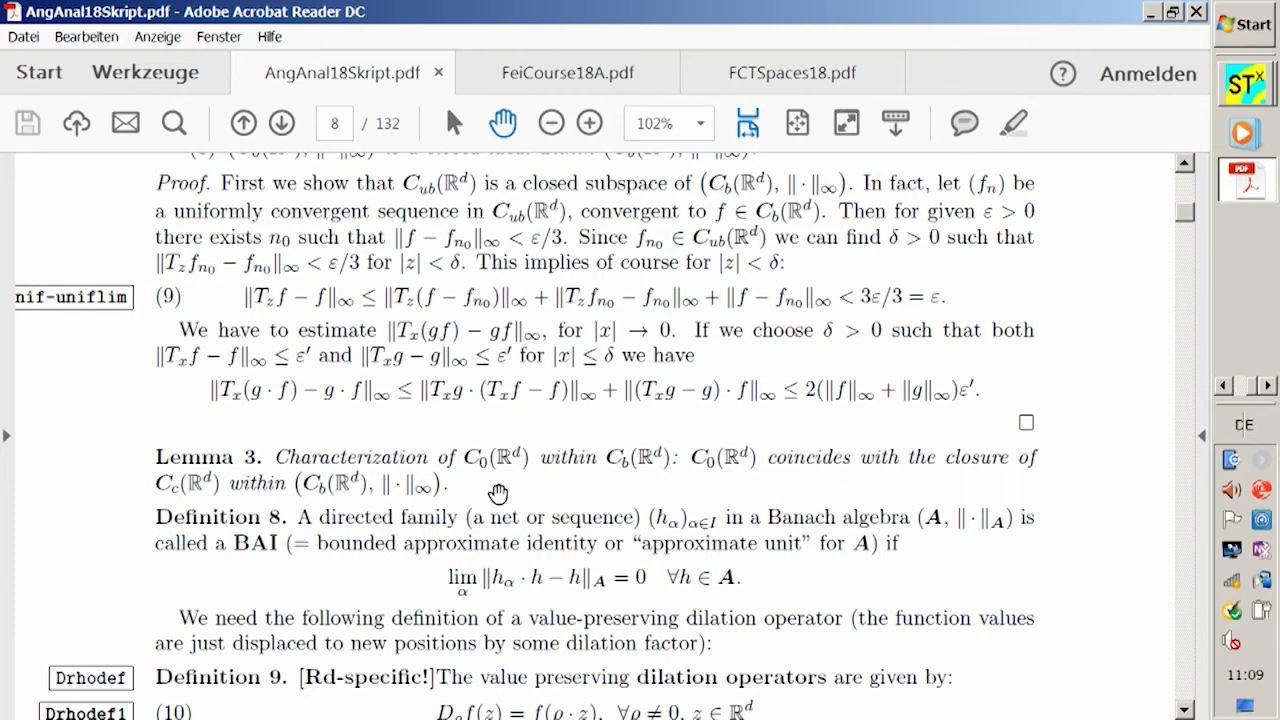 AngAnal18Skript.pdf - Adobe Acrobat Reader DC
Datei Bearbeiten Anzeige Fenster Hilfe
Start Werkzeuge AngAnal18Skript.pdf × FeiCourse18A.pdf FCTSpaces18.pdf ? Anmelden
8 / 132 102%
Proof. First we show that C_{ub}(ℝ^d) is a closed subspace of (C_b(ℝ^d), ‖·‖_∞). In fact, let (f_n) be
a uniformly convergent sequence in C_{ub}(ℝ^d), convergent to f ∈ C_b(ℝ^d). Then for given ε > 0
there exists n_0 such that ‖f − f_{n_0}‖_∞ < ε/3. Since f_{n_0} ∈ C_{ub}(ℝ^d) we can find δ > 0 such that
‖T_z f_{n_0} − f_{n_0}‖_∞ < ε/3 for |z| < δ. This implies of course for |z| < δ:
nif-uniflim (9) ‖T_z f − f‖_∞ ≤ ‖T_z(f − f_{n_0})‖_∞ + ‖T_z f_{n_0} − f_{n_0}‖_∞ + ‖f − f_{n_0}‖_∞ < 3ε/3 = ε.
We have to estimate ‖T_x(gf) − gf‖_∞, for |x| → 0. If we choose δ > 0 such that both
‖T_x f − f‖_∞ ≤ ε′ and ‖T_x g − g‖_∞ ≤ ε′ for |x| ≤ δ we have
‖T_x(g · f) − g · f‖_∞ ≤ ‖T_x g · (T_x f − f)‖_∞ + ‖(T_x g − g) · f‖_∞ ≤ 2(‖f‖_∞ + ‖g‖_∞)ε′.
□
Lemma 3. Characterization of C_0(ℝ^d) within C_b(ℝ^d): C_0(ℝ^d) coincides with the closure of
C_c(ℝ^d) within (C_b(ℝ^d), ‖·‖_∞).
Definition 8. A directed family (a net or sequence) (h_α)_{α∈I} in a Banach algebra (A, ‖·‖_A) is
called a BAI (= bounded approximate identity or “approximate unit” for A) if
lim_α ‖h_α · h − h‖_A = 0 ∀h ∈ A.
We need the following definition of a value-preserving dilation operator (the function values
are just displaced to new positions by some dilation factor):
Drhodef Definition 9. [Rd-specific!]The value preserving dilation operators are given by:
Drhodef1 (10) D_ρ f(z) = f(ρ · z), ∀ρ ≠ 0, z ∈ ℝ^d
Start
STX
PDF
DE
11:09